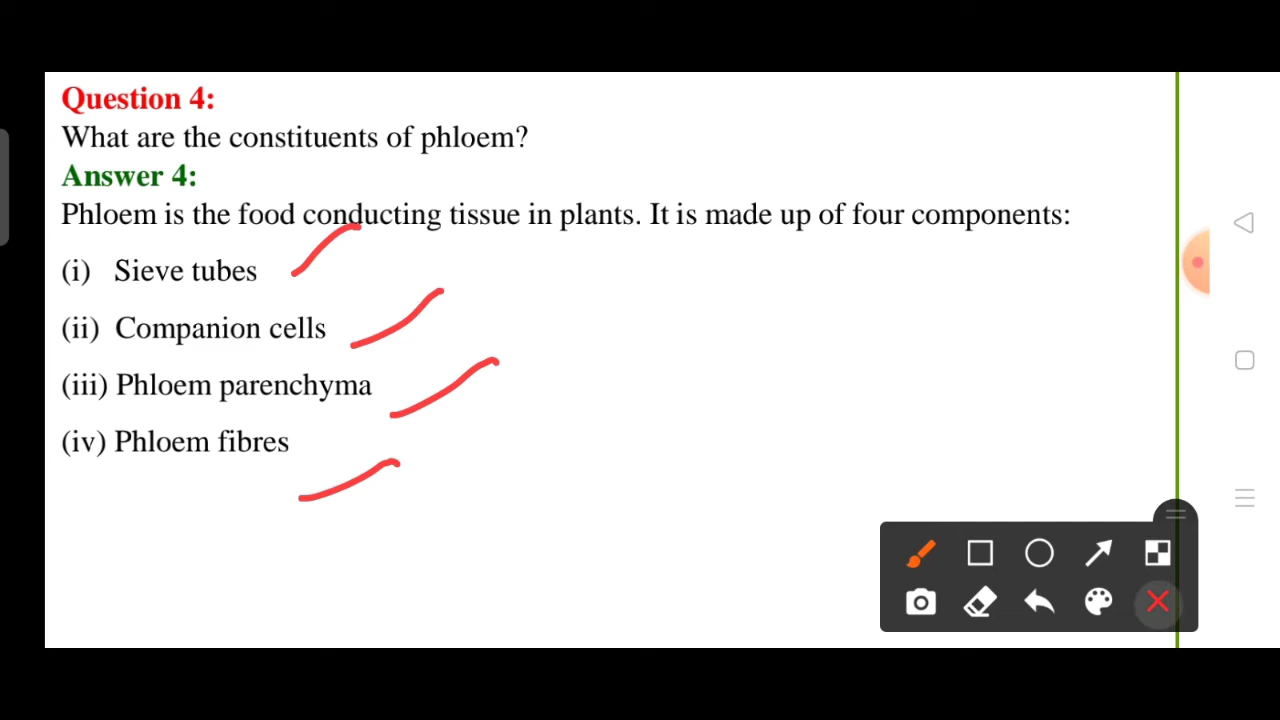 Question 4:
What are the constituents of phloem?
Answer 4:
Phloem is the food conducting tissue in plants. It is made up of four components:
(i) Sieve tubes
(ii) Companion cells
(iii) Phloem parenchyma
(iv) Phloem fibres